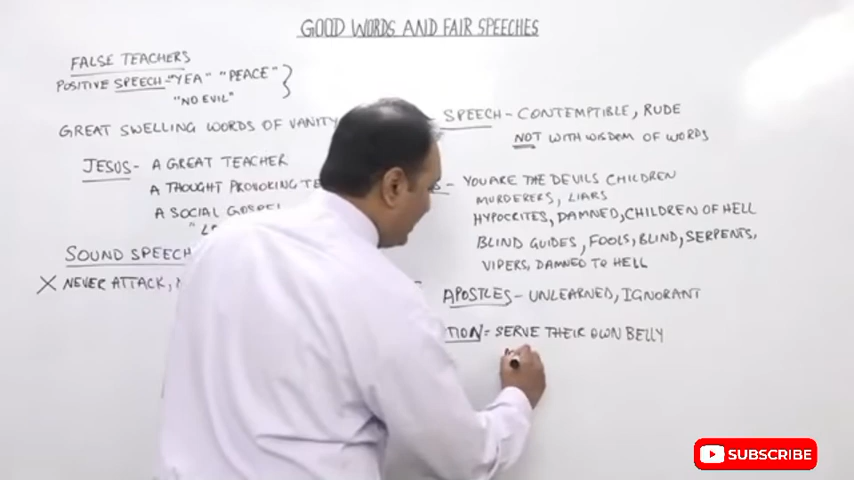 GOOD WORDS AND FAIR SPEECHES
FALSE TEACHERS
POSITIVE SPEECH - "YEA" "PEACE"
"NO EVIL"
GREAT SWELLING WORDS OF VANITY
JESUS - A GREAT TEACHER
A THOUGHT PROVOKING
A SOCIAL GOSPEL
SOUND SPEECH
X NEVER ATTACK,
SPEECH - CONTEMPTIBLE, RUDE
NOT WITH WISDOM OF WORDS
- YOU ARE THE DEVILS CHILDREN
MURDERERS, LIARS
HYPOCRITES, DAMNED, CHILDREN OF HELL
BLIND GUIDES, FOOLS, BLIND, SERPENTS,
VIPERS, DAMNED TO HELL
APOSTLES - UNLEARNED, IGNORANT
TION = SERVE THEIR OWN BELLY
SUBSCRIBE